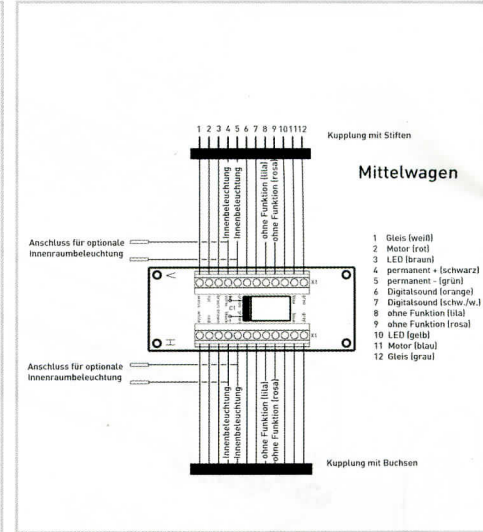 1 2 3 4 5 6 7 8 9 10 11 12
Kupplung mit Stiften
Mittelwagen
Innenbeleuchtung
Innenbeleuchtung
ohne Funktion (lila)
ohne Funktion (rosa)
Anschluss für optionale
Innenraumbeleuchtung
1 Gleis (weiß)
2 Motor (rot)
3 LED (braun)
4 permanent + (schwarz)
5 permanent - (grün)
6 Digitalsound (orange)
7 Digitalsound (schw./w.)
8 ohne Funktion (lila)
9 ohne Funktion (rosa)
10 LED (gelb)
11 Motor (blau)
12 Gleis (grau)
V
H
Anschluss für optionale
Innenraumbeleuchtung
Innenbeleuchtung
Innenbeleuchtung
ohne Funktion (lila)
ohne Funktion (rosa)
Kupplung mit Buchsen